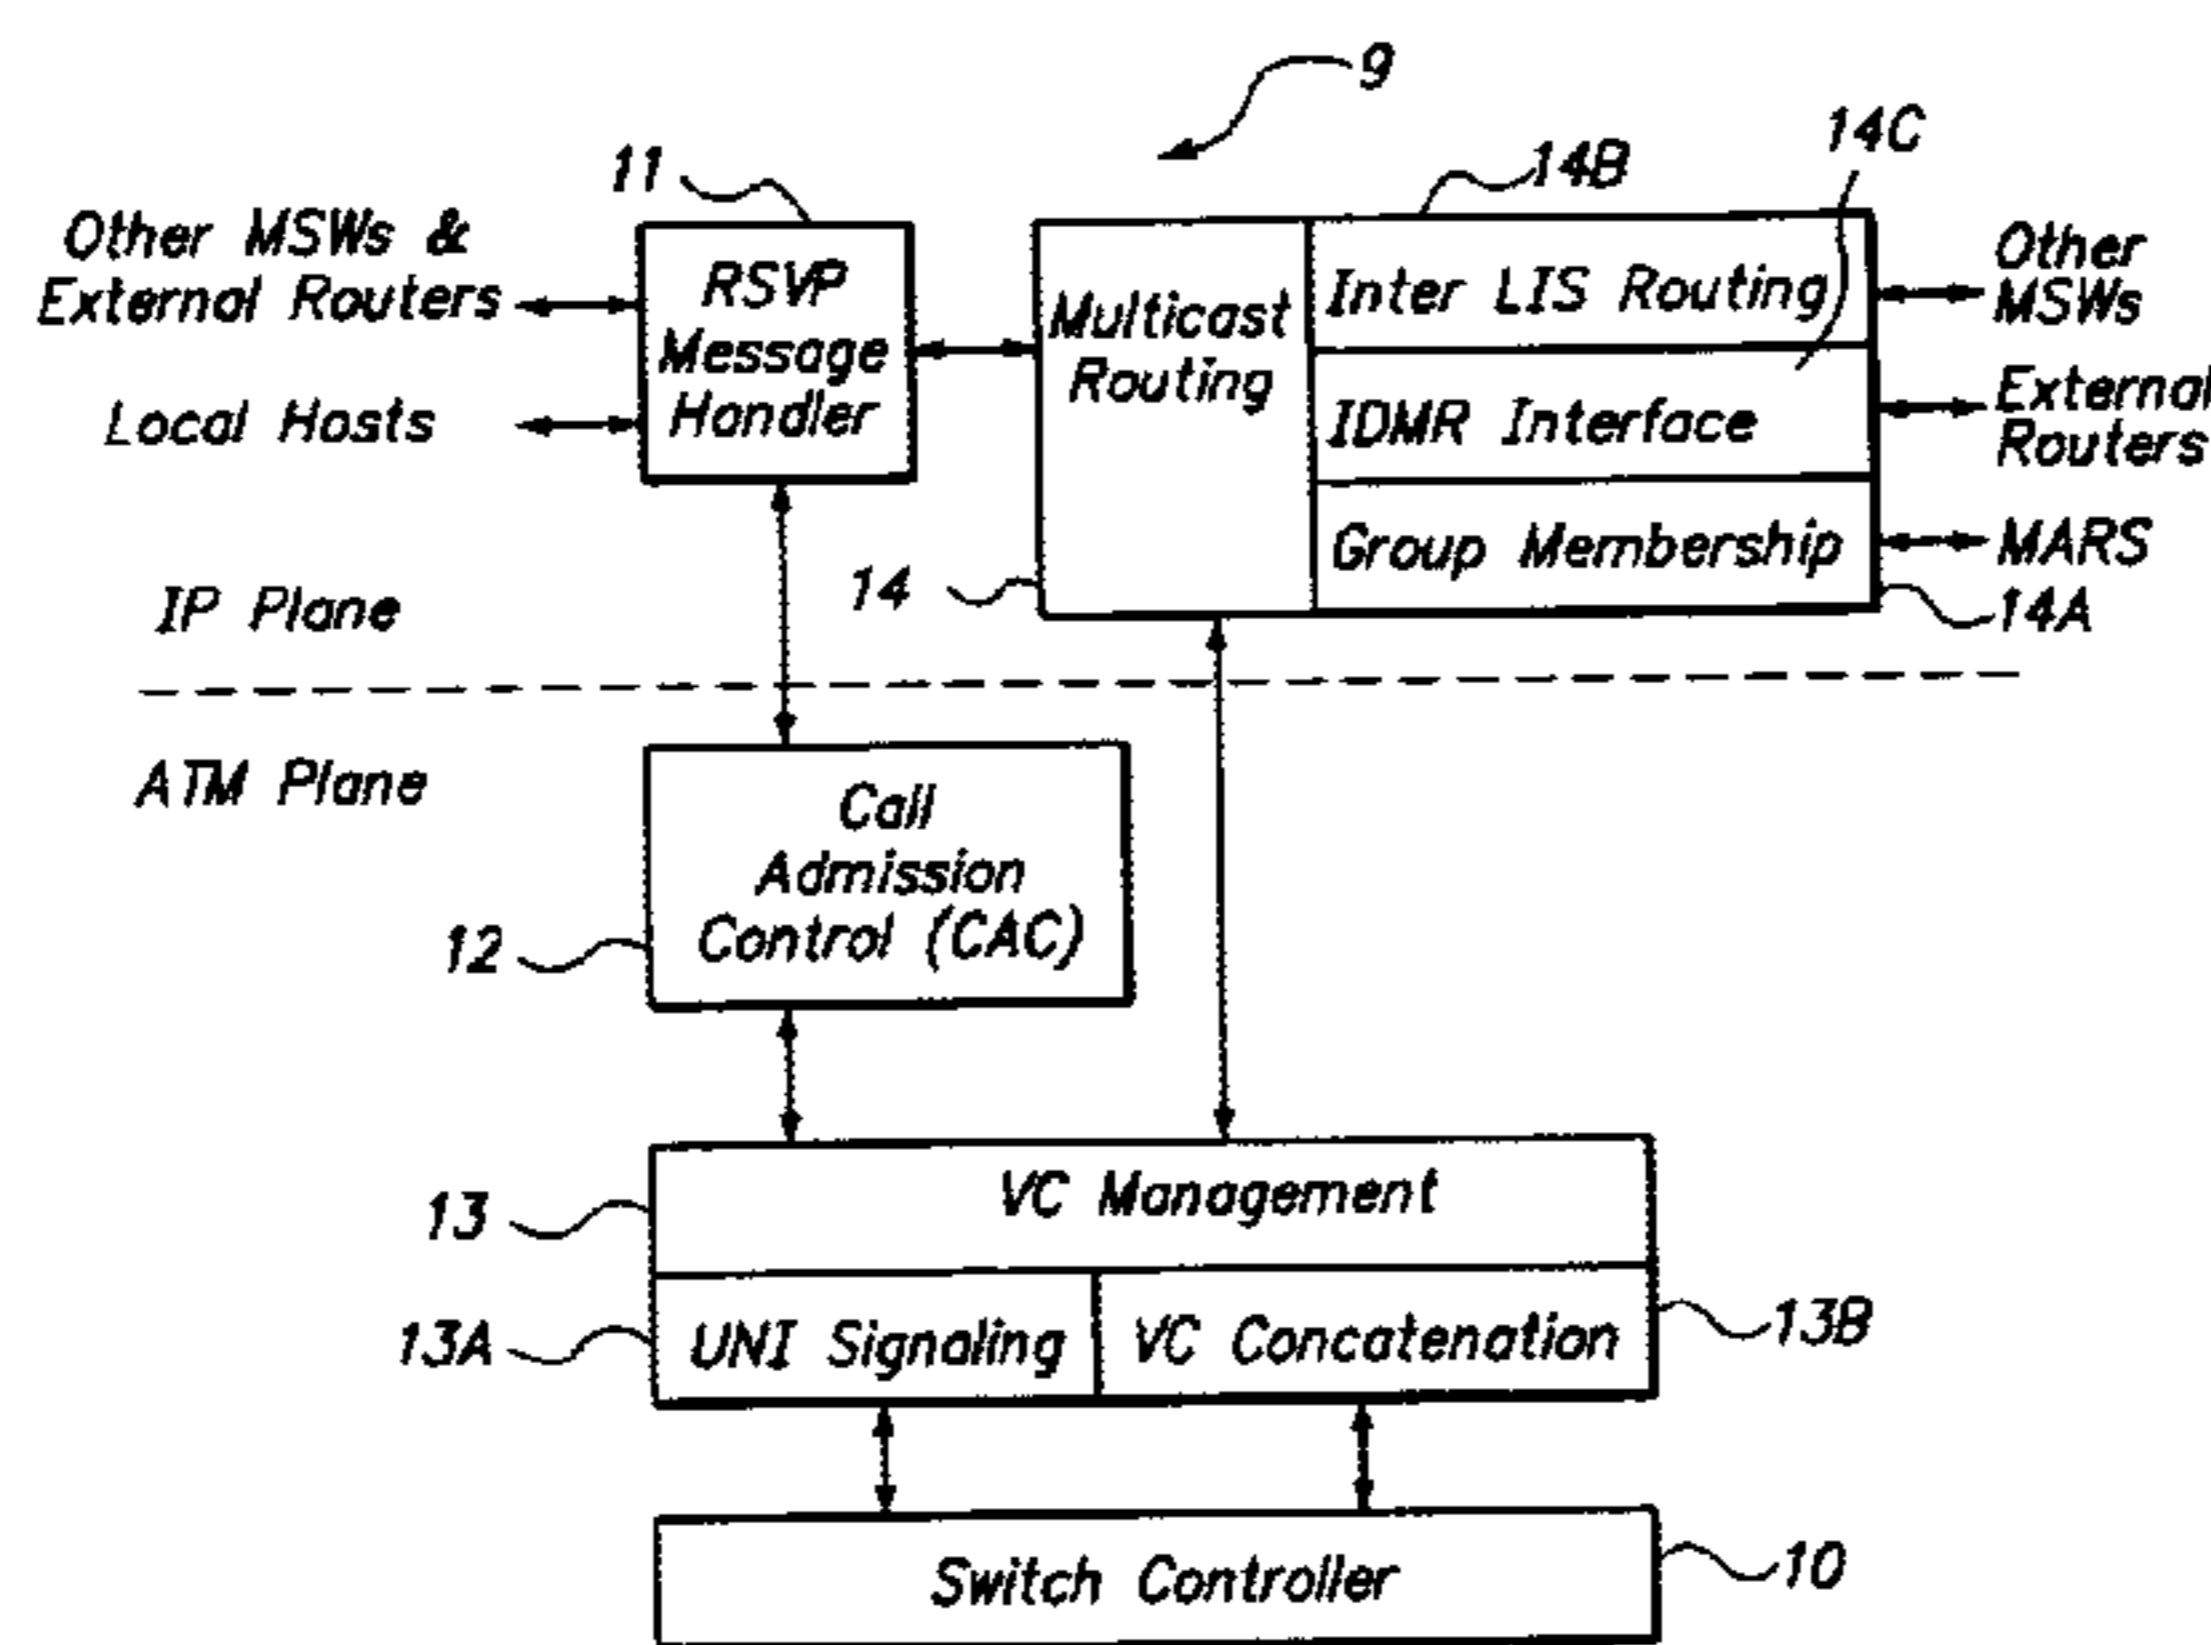 9
11
14B
14C
Other MSWs &
External Routers
Local Hosts
RSVP
Message
Handler
Multicast
Routing
Inter LIS Routing
IDMR Interface
Group Membership
Other
MSWs
External
Routers
MARS
14
14A
IP Plane
ATM Plane
Call
Admission
Control (CAC)
12
VC Management
13
13A
UNI Signaling
VC Concatenation
13B
Switch Controller
10